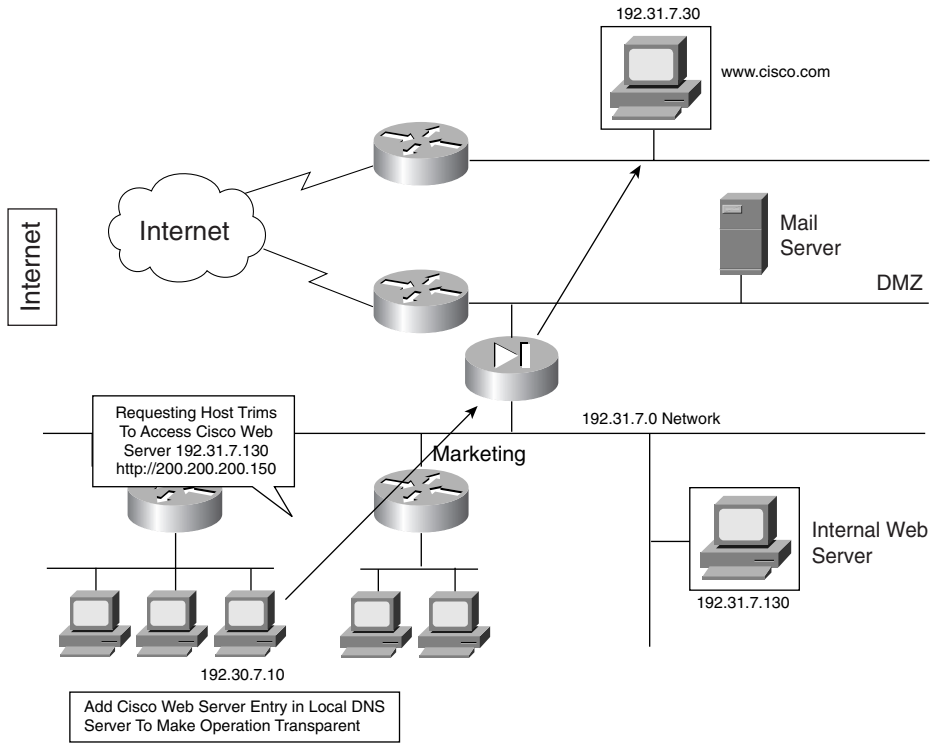 192.31.7.30
www.cisco.com
Internet
Internet
Mail
Server
DMZ
Requesting Host Trims
To Access Cisco Web
Server 192.31.7.130
http://200.200.200.150
192.31.7.0 Network
Marketing
Internal Web
Server
192.31.7.130
192.30.7.10
Add Cisco Web Server Entry in Local DNS
Server To Make Operation Transparent